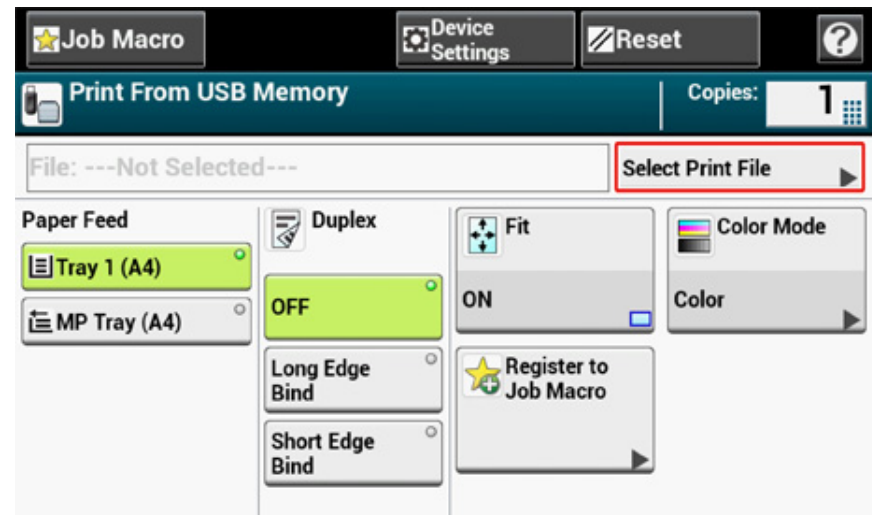 Job Macro
Device
Settings
Reset
?
Print From USB Memory
Copies:
1
File: ---Not Selected---
Select Print File
Paper Feed
Tray 1 (A4)
MP Tray (A4)
Duplex
OFF
Long Edge
Bind
Short Edge
Bind
Fit
ON
Register to
Job Macro
Color Mode
Color